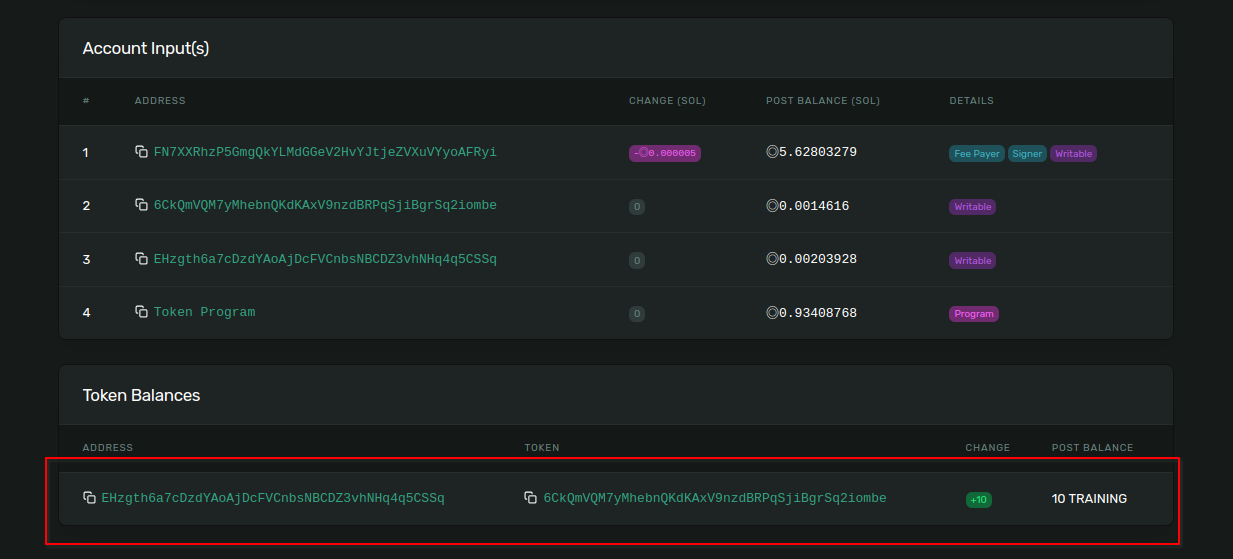 Account Input(s)
# ADDRESS CHANGE (SOL) POST BALANCE (SOL) DETAILS
1 FN7XXRhzP5GmgQkYLMdGGeV2HvYJtjeZVXuVYyoAFRyi -◎0.000005 ◎5.62803279 Fee Payer Signer Writable
2 6CkQmVQM7yMhebnQKdKAxV9nzdBRPqSjiBgrSq2iombe 0 ◎0.0014616 Writable
3 EHzgth6a7cDzdYAoAjDcFVCnbsNBCDZ3vhNHq4q5CSSq 0 ◎0.00203928 Writable
4 Token Program 0 ◎0.93408768 Program
Token Balances
ADDRESS TOKEN CHANGE POST BALANCE
EHzgth6a7cDzdYAoAjDcFVCnbsNBCDZ3vhNHq4q5CSSq 6CkQmVQM7yMhebnQKdKAxV9nzdBRPqSjiBgrSq2iombe +10 10 TRAINING